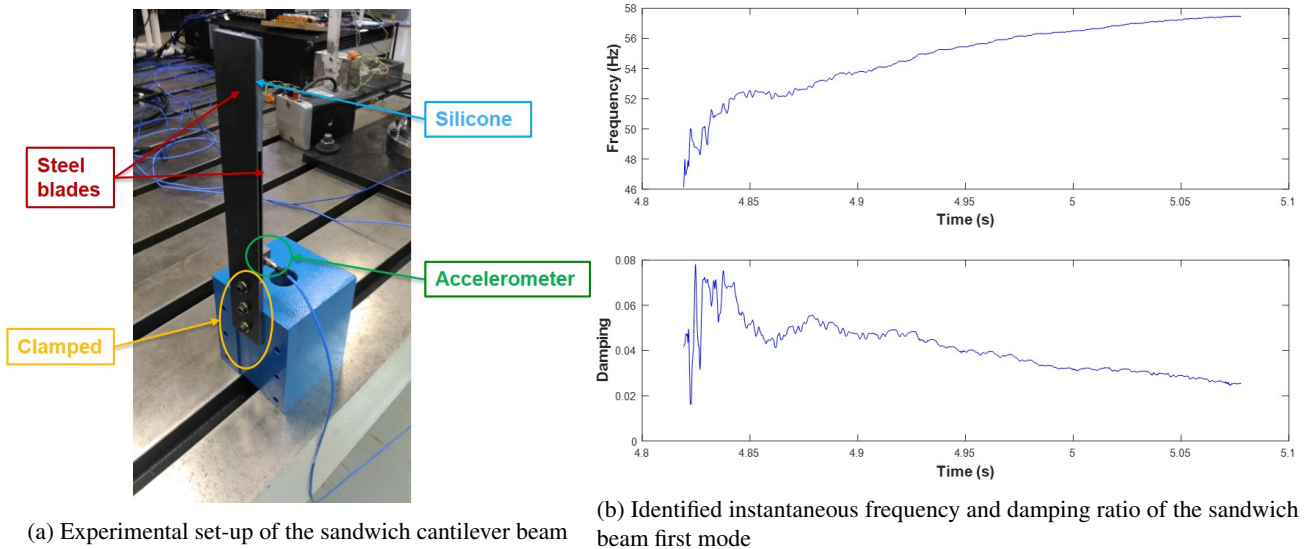 Silicone
Steel
blades
Accelerometer
Clamped
(a) Experimental set-up of the sandwich cantilever beam
58
56
54
52
50
48
46
Frequency (Hz)
4.8
4.85
4.9
4.95
5
5.05
5.1
Time (s)
0.08
0.06
0.04
0.02
0
Damping
4.8
4.85
4.9
4.95
5
5.05
5.1
Time (s)
(b) Identified instantaneous frequency and damping ratio of the sandwich
beam first mode